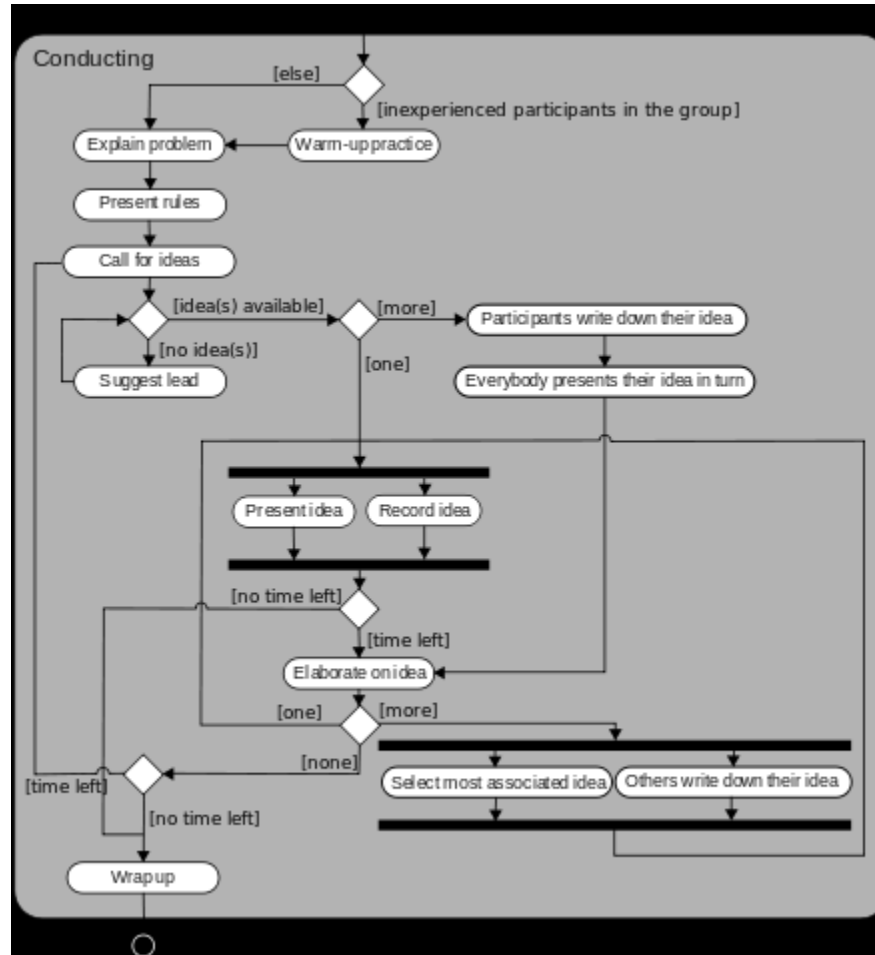 Conducting
[else]
[inexperienced participants in the group]
Explain problem
Warm-up practice
Present rules
Call for ideas
[idea(s) available]
[more]
Participants write down their idea
[no idea(s)]
[one]
Suggest lead
Everybody presents their idea in turn
Present idea
Record idea
[no time left]
[time left]
Elaborate on idea
[one]
[more]
[none]
Select most associated idea
Others write down their idea
[time left]
[no time left]
Wrap up